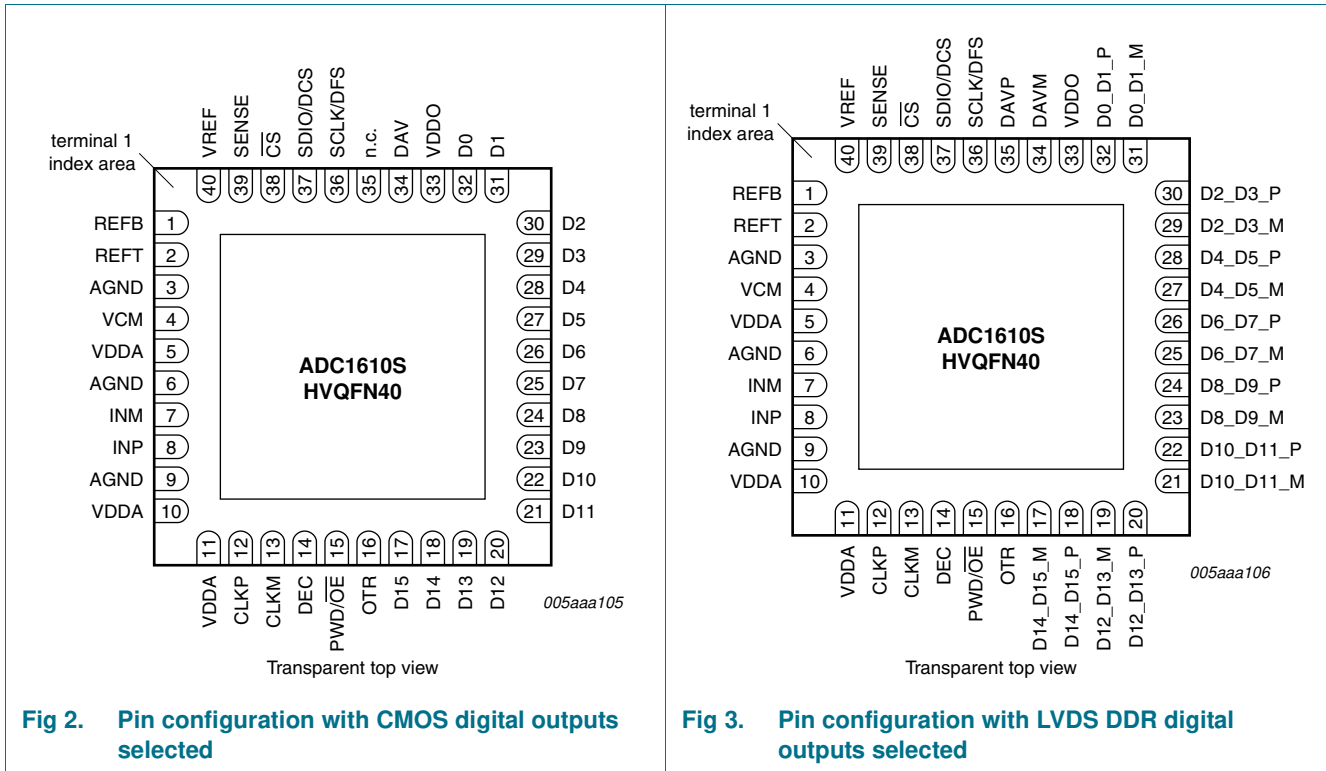 VREF
SENSE
CS
SDIO/DCS
SCLK/DFS
n.c.
DAV
VDDO
D0
D1
terminal 1
index area
40
39
38
37
36
35
34
33
32
31
REFB 1
REFT 2
AGND 3
VCM 4
VDDA 5
AGND 6
INM 7
INP 8
AGND 9
VDDA 10
ADC1610S
HVQFN40
30 D2
29 D3
28 D4
27 D5
26 D6
25 D7
24 D8
23 D9
22 D10
21 D11
11
12
13
14
15
16
17
18
19
20
VDDA
CLKP
CLKM
DEC
PWD/OE
OTR
D15
D14
D13
D12
005aaa105
Transparent top view
Fig 2. Pin configuration with CMOS digital outputs
selected
VREF
SENSE
CS
SDIO/DCS
SCLK/DFS
DAVP
DAVM
VDDO
D0_D1_P
D0_D1_M
terminal 1
index area
40
39
38
37
36
35
34
33
32
31
REFB 1
REFT 2
AGND 3
VCM 4
VDDA 5
AGND 6
INM 7
INP 8
AGND 9
VDDA 10
ADC1610S
HVQFN40
30 D2_D3_P
29 D2_D3_M
28 D4_D5_P
27 D4_D5_M
26 D6_D7_P
25 D6_D7_M
24 D8_D9_P
23 D8_D9_M
22 D10_D11_P
21 D10_D11_M
11
12
13
14
15
16
17
18
19
20
VDDA
CLKP
CLKM
DEC
PWD/OE
OTR
D14_D15_M
D14_D15_P
D12_D13_M
D12_D13_P
005aaa106
Transparent top view
Fig 3. Pin configuration with LVDS DDR digital
outputs selected